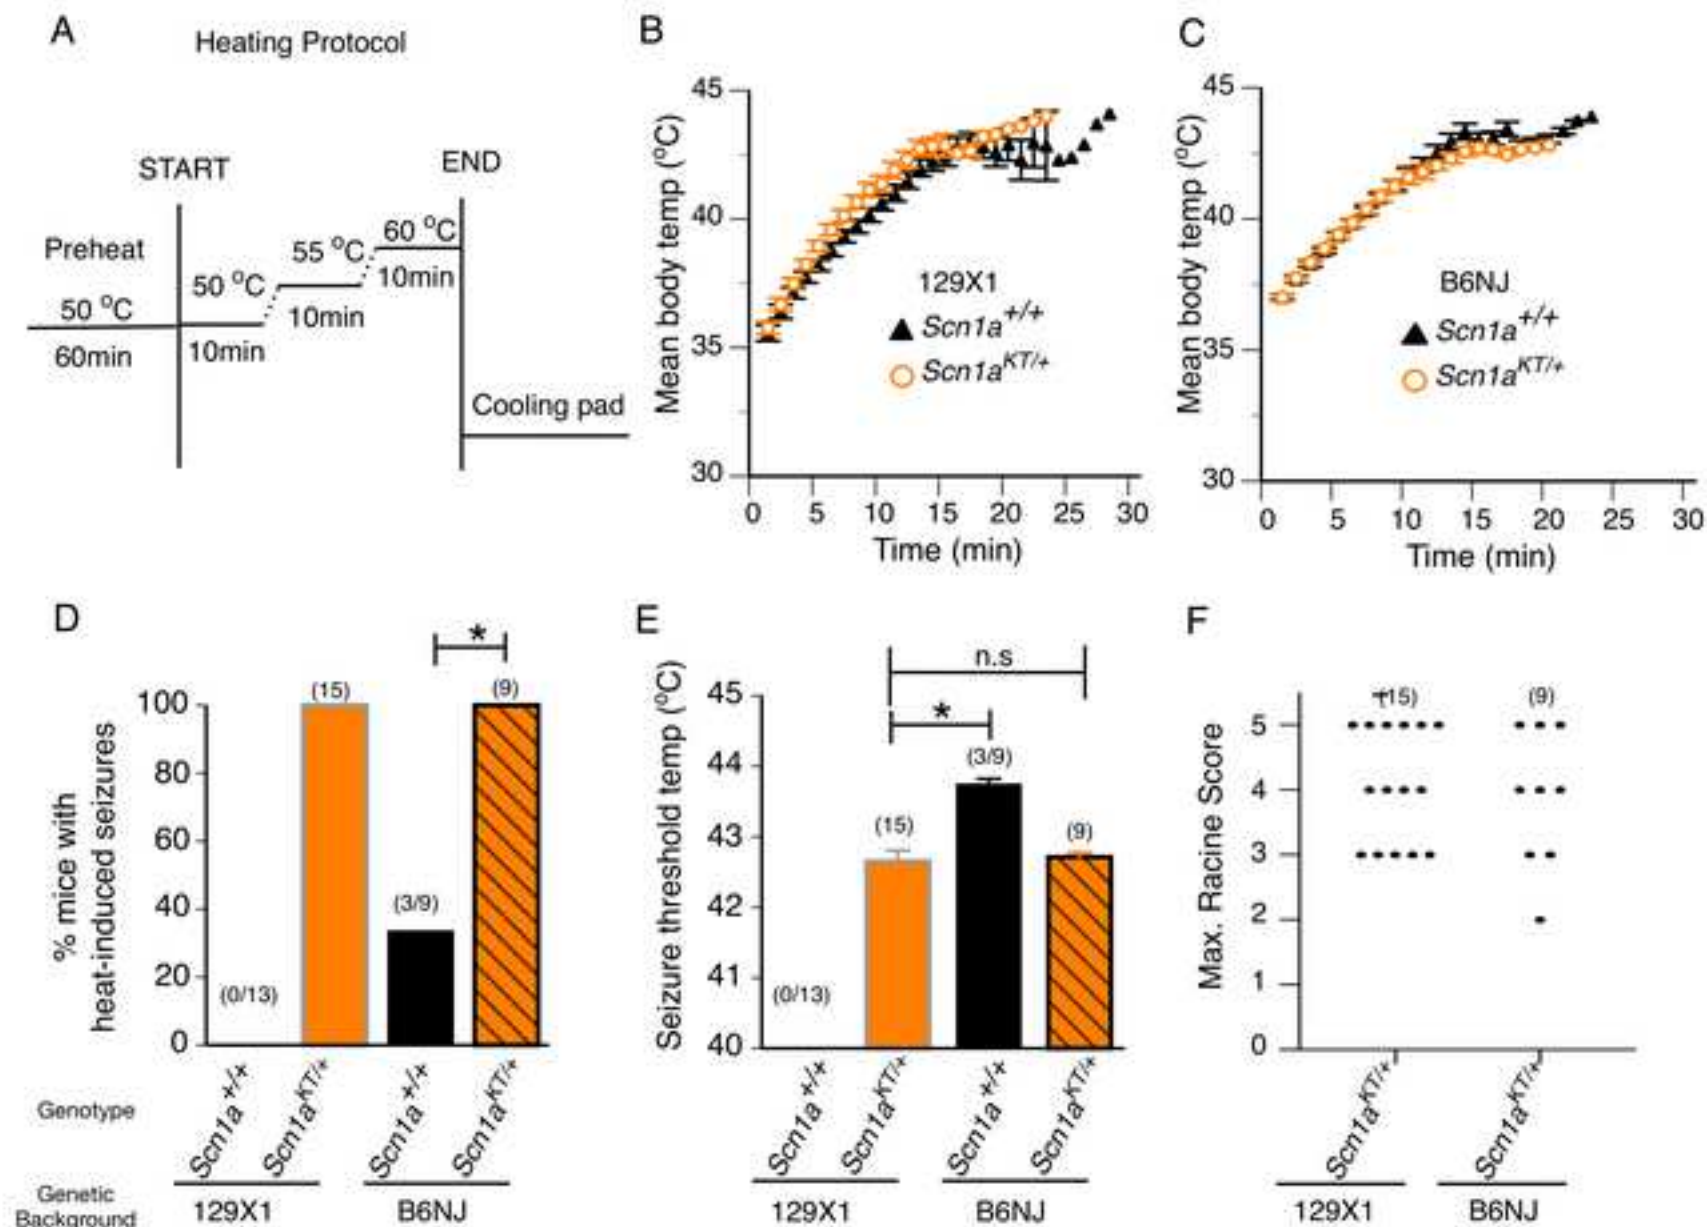 A
Heating Protocol
START
END
Preheat
50 °C
60min
50 °C
10min
55 °C
10min
60 °C
10min
Cooling pad
B
Mean body temp (°C)
45
40
35
30
129X1
Scn1a+/+
Scn1aKT/+
0 5 10 15 20 25 30
Time (min)
C
Mean body temp (°C)
45
40
35
30
B6NJ
Scn1a+/+
Scn1aKT/+
0 5 10 15 20 25 30
Time (min)
D
% mice with
heat-induced seizures
100
80
60
40
20
0
*
(0/13)
(15)
(3/9)
(9)
Genotype
Scn1a+/+
Scn1aKT/+
Scn1a+/+
Scn1aKT/+
Genetic
Background
129X1
B6NJ
E
Seizure threshold temp (°C)
45
44
43
42
41
40
n.s
*
(0/13)
(15)
(3/9)
(9)
Scn1a+/+
Scn1aKT/+
Scn1a+/+
Scn1aKT/+
129X1
B6NJ
F
Max. Racine Score
5
4
3
2
1
0
(15)
(9)
Scn1aKT/+
Scn1aKT/+
129X1
B6NJ